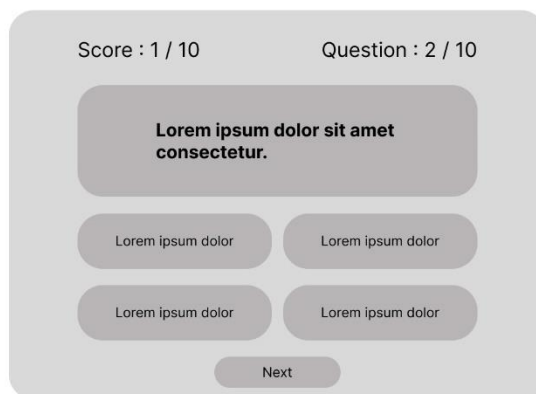 Score : 1 / 10
Question : 2 / 10
Lorem ipsum dolor sit amet
consectetur.
Lorem ipsum dolor
Lorem ipsum dolor
Lorem ipsum dolor
Lorem ipsum dolor
Next